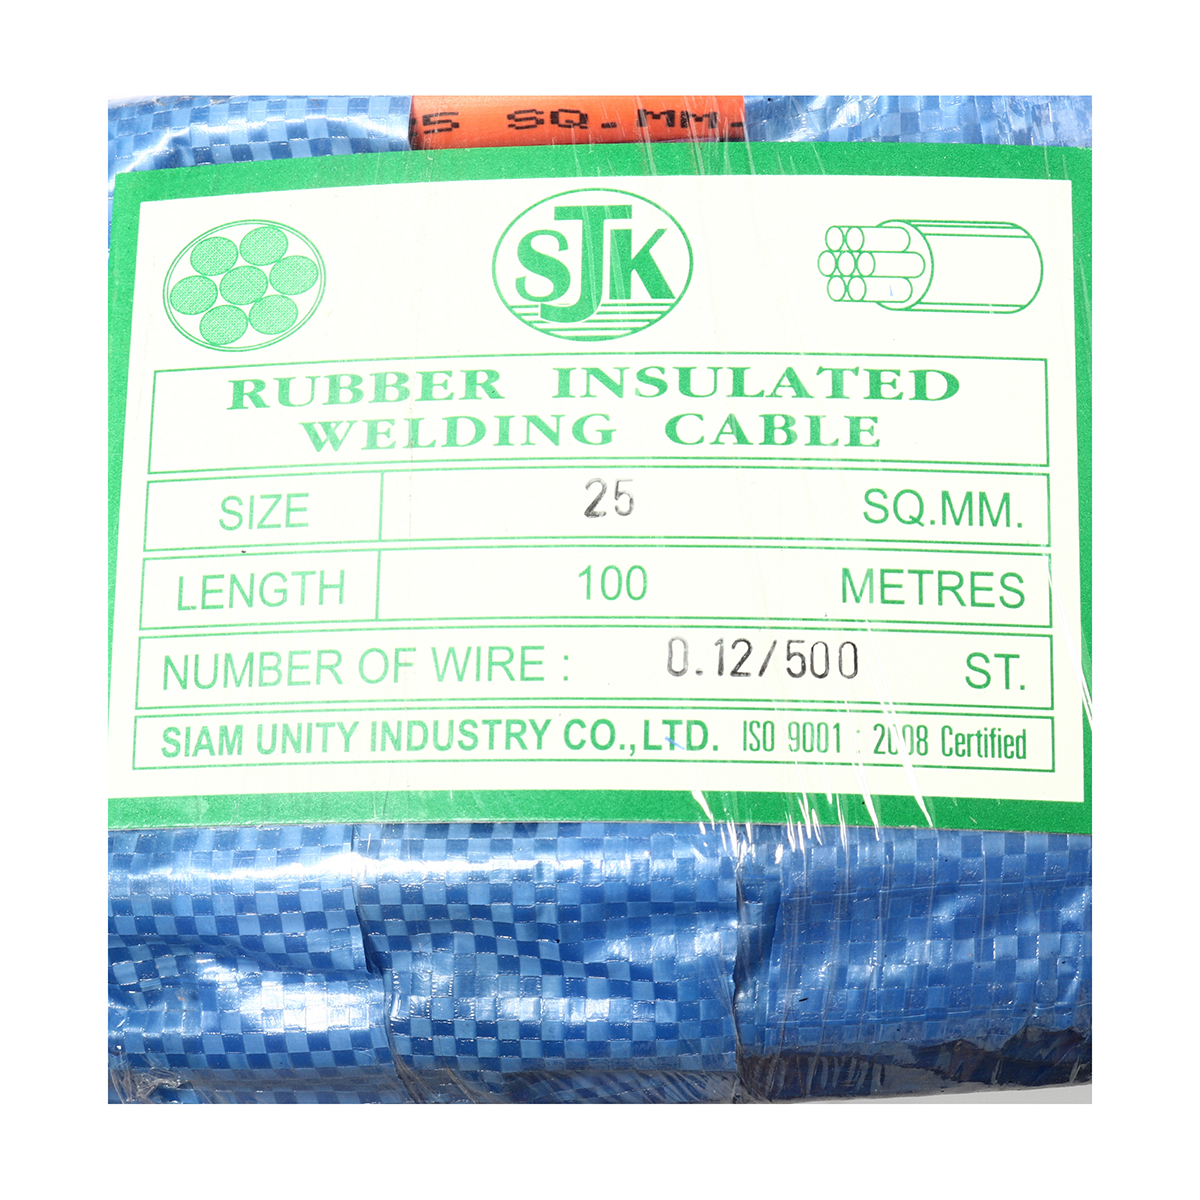 5 SQ.MM.
SJK
RUBBER INSULATED
WELDING CABLE
SIZE 25 SQ.MM.
LENGTH 100 METRES
NUMBER OF WIRE : 0.12/500 ST.
SIAM UNITY INDUSTRY CO.,LTD. ISO 9001 : 2008 Certified